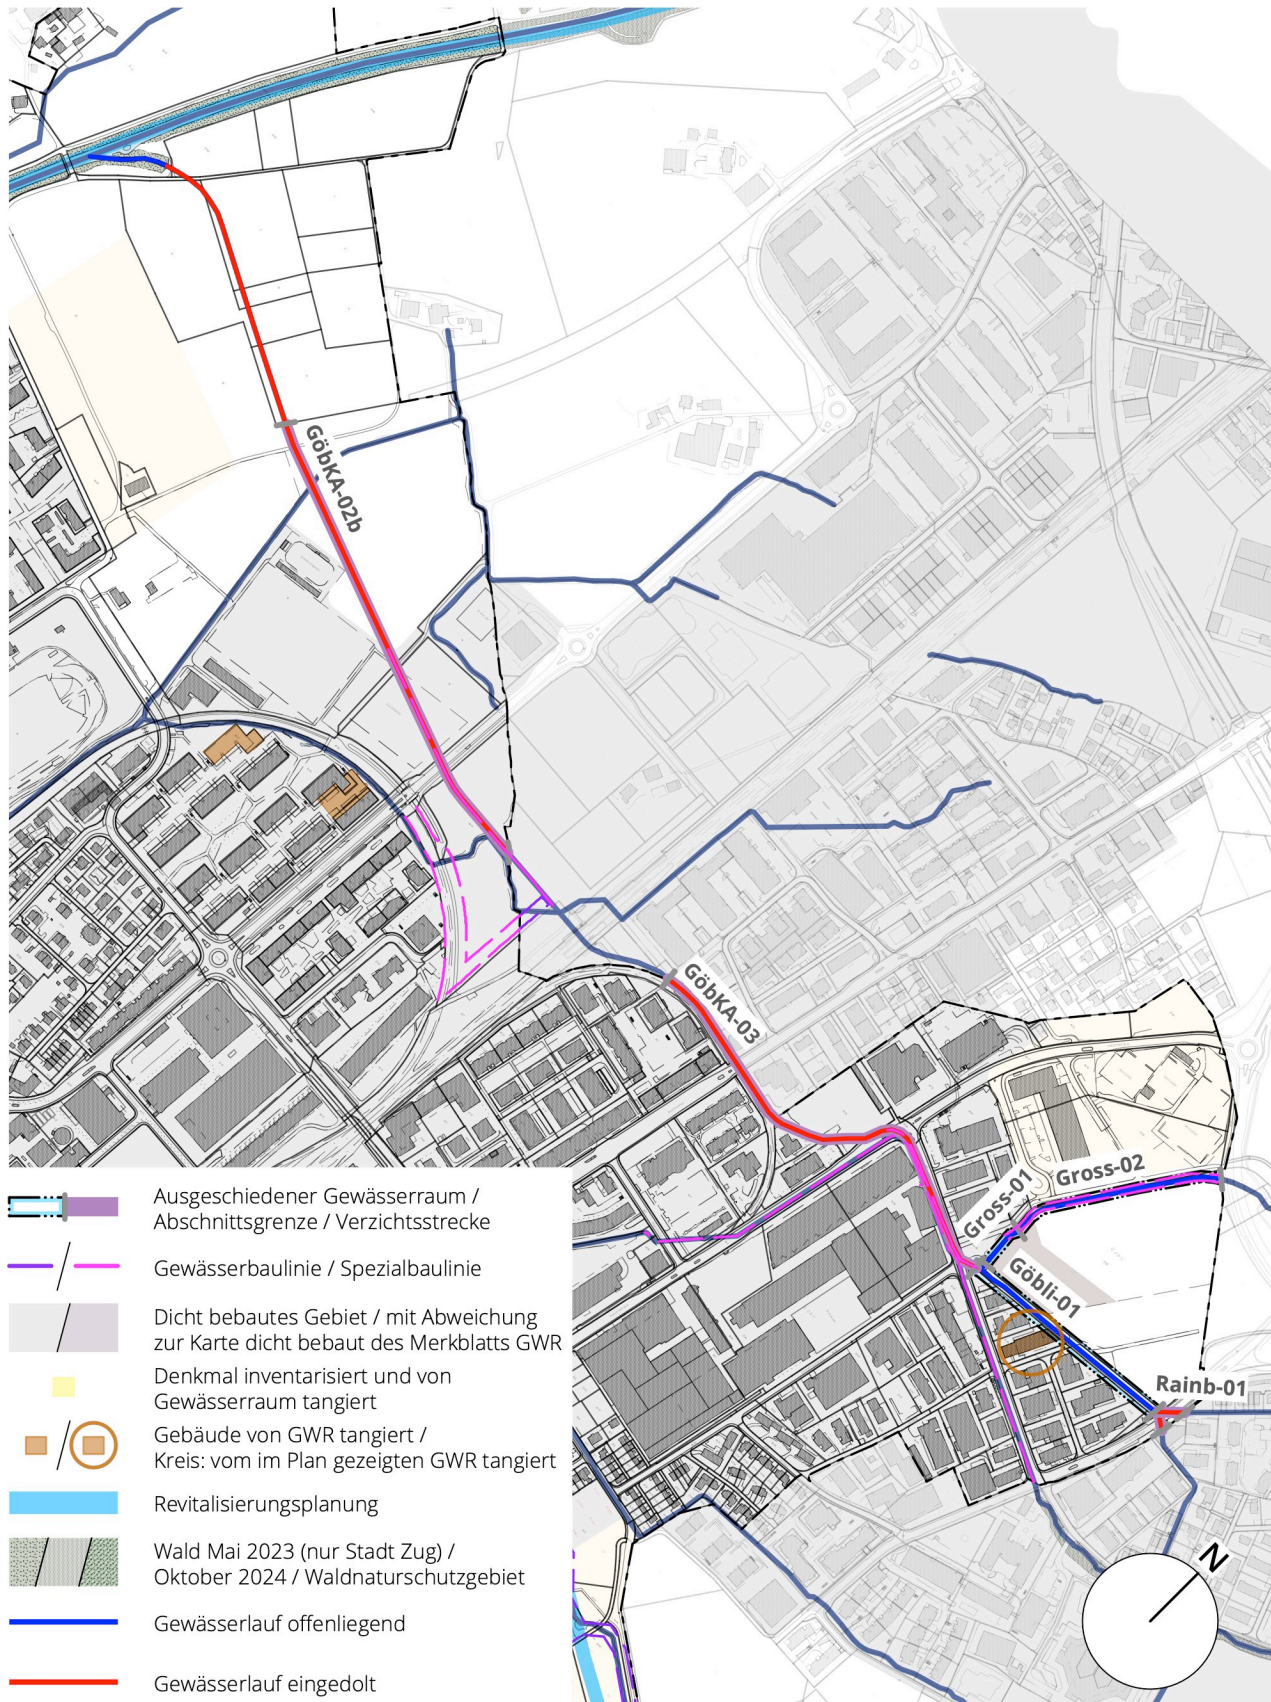 GöbKA-02b
GöbKA-03
Gross-01
Gross-02
Göbli-01
Rainb-01
Ausgeschiedener Gewässerraum /
Abschnittsgrenze / Verzichtsstrecke
Gewässerbaulinie / Spezialbaulinie
Dicht bebautes Gebiet / mit Abweichung
zur Karte dicht bebaut des Merkblatts GWR
Denkmal inventarisiert und von
Gewässerraum tangiert
Gebäude von GWR tangiert /
Kreis: vom im Plan gezeigten GWR tangiert
Revitalisierungsplanung
Wald Mai 2023 (nur Stadt Zug) /
Oktober 2024 / Waldnaturschutzgebiet
Gewässerlauf offenliegend
Gewässerlauf eingedolt
N